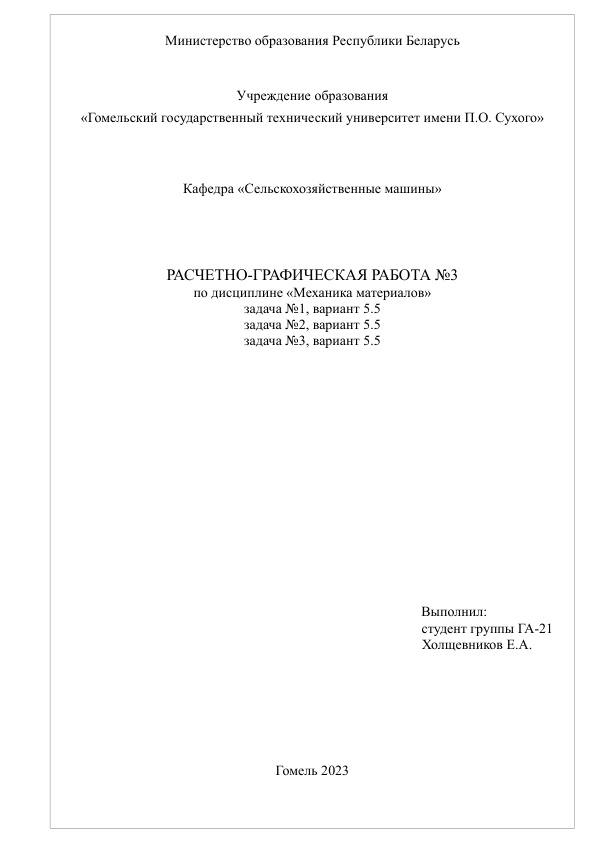 Министерство образования Республики Беларусь
Учреждение образования
«Гомельский государственный технический университет имени П.О. Сухого»
Кафедра «Сельскохозяйственные машины»
РАСЧЕТНО-ГРАФИЧЕСКАЯ РАБОТА №3
по дисциплине «Механика материалов»
задача №1, вариант 5.5
задача №2, вариант 5.5
задача №3, вариант 5.5
Выполнил:
студент группы ГА-21
Холщевников Е.А.
Гомель 2023